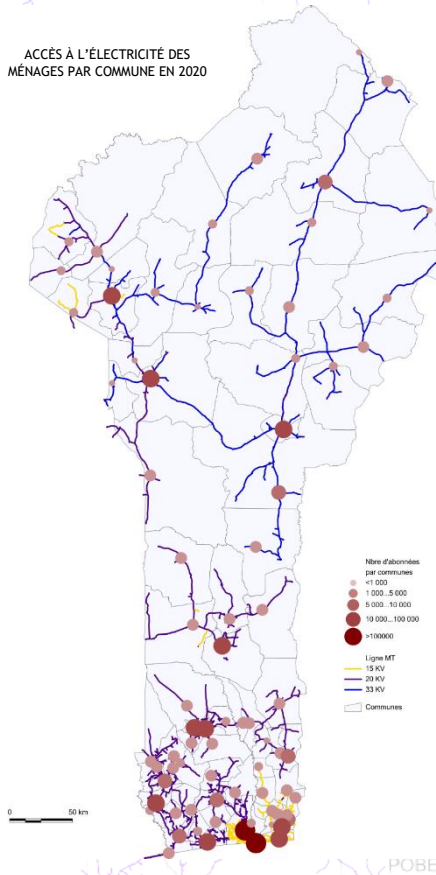 ACCÈS À L'ÉLECTRICITÉ DES
MÉNAGES PAR COMMUNE EN 2020
Nbre d'abonnées
par communes
<1 000
1 000...5 000
5 000...10 000
10 000...100 000
>100000
Ligne MT
15 KV
20 KV
33 KV
Communes
0 50 km
POBE